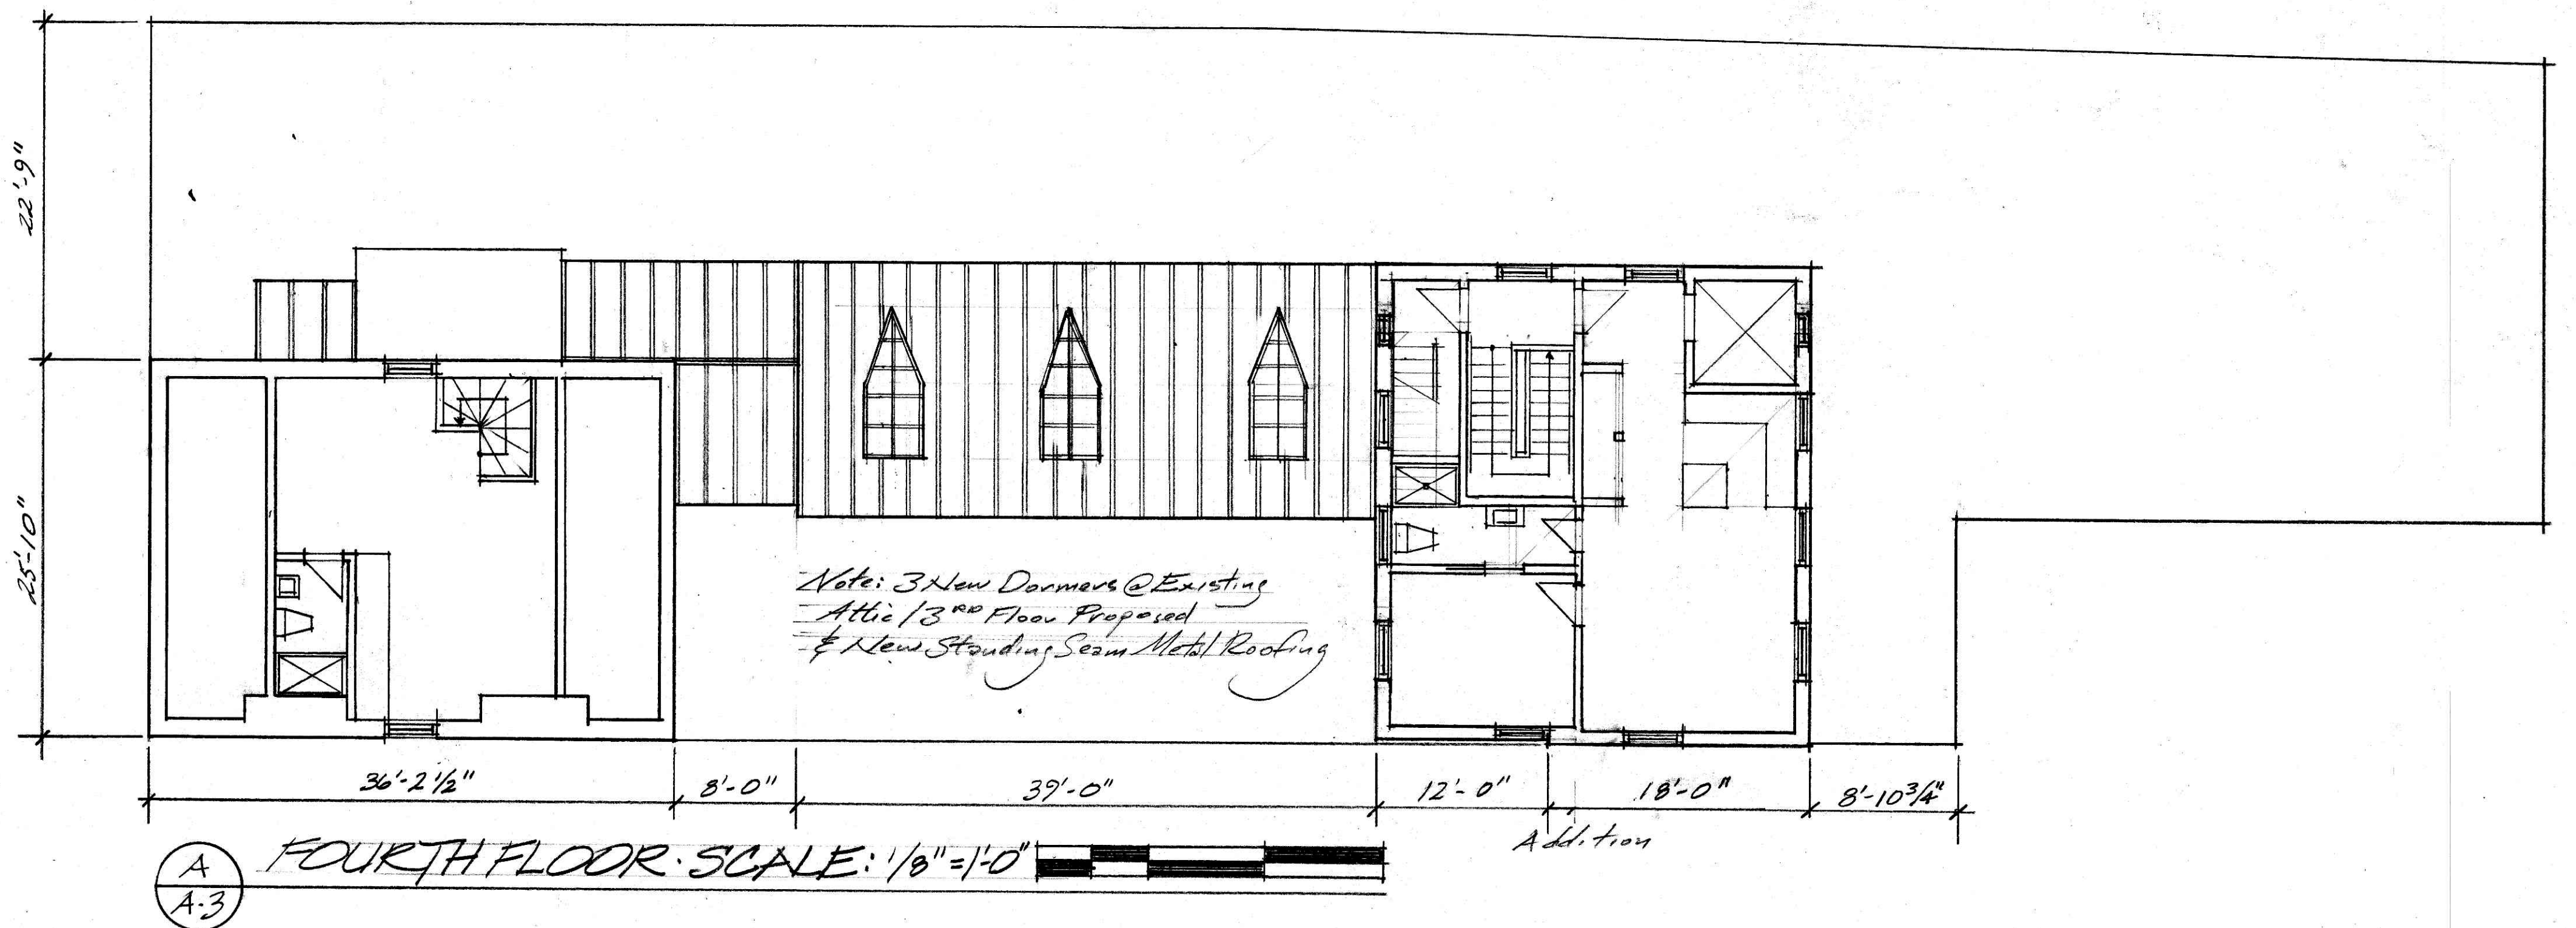 22'-9"
25'-10"
Note: 3 New Dormers @ Existing
Attic / 3RD Floor Proposed
& New Standing Seam Metal Roofing
36'-2 1/2"
8'-0"
39'-0"
12'-0"
18'-0"
8'-10 3/4"
Addition
A
A-3
FOURTH FLOOR · SCALE: 1/8"=1'-0"